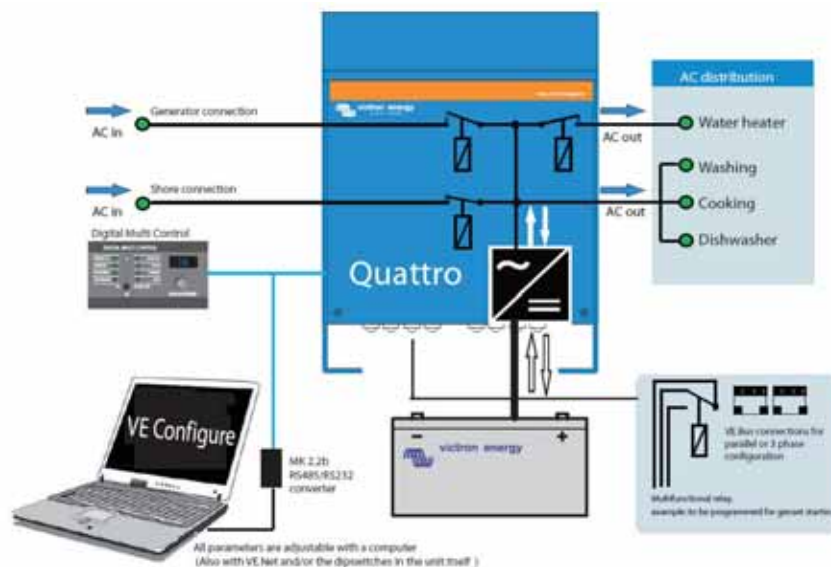 Generator connection
AC in
Shore connection
AC in
Digital Multi Control
victron energy
Quattro
AC out
AC out
AC distribution
Water heater
Washing
Cooking
Dishwasher
VE Configure
MK 2.2b
RS485/RS232
converter
- +
victron energy
VE.Bus connections for
parallel or 3 phase
configuration
Multifunctional relay
example to be programmed for genset starting
All parameters are adjustable with a computer
(Also with VE.Net and/or the dipswitches in the unit itself )